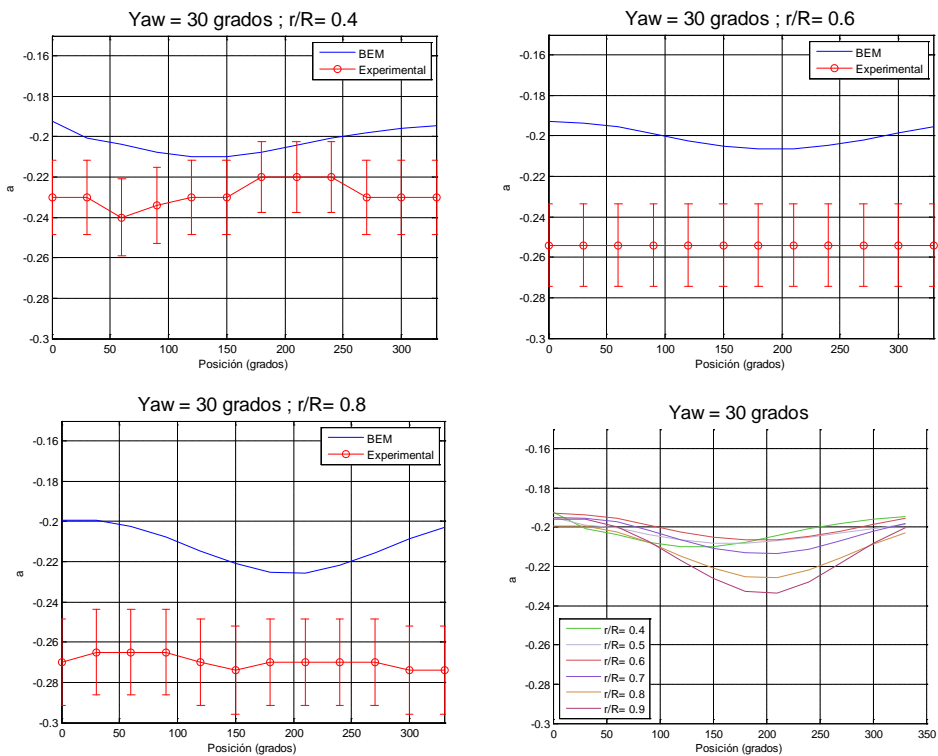 Yaw = 30 grados ; r/R= 0.4
-0.16
-0.18
-0.2
-0.22
-0.24
-0.26
-0.28
-0.3
a
BEM
Experimental
0 50 100 150 200 250 300
Posición (grados)
Yaw = 30 grados ; r/R= 0.6
-0.16
-0.18
-0.2
-0.22
-0.24
-0.26
-0.28
-0.3
a
BEM
Experimental
0 50 100 150 200 250 300
Posición (grados)
Yaw = 30 grados ; r/R= 0.8
-0.16
-0.18
-0.2
-0.22
-0.24
-0.26
-0.28
-0.3
a
BEM
Experimental
0 50 100 150 200 250 300
Posición (grados)
Yaw = 30 grados
-0.16
-0.18
-0.2
-0.22
-0.24
-0.26
-0.28
-0.3
a
r/R= 0.4
r/R= 0.5
r/R= 0.6
r/R= 0.7
r/R= 0.8
r/R= 0.9
0 50 100 150 200 250 300 350
Posición (grados)